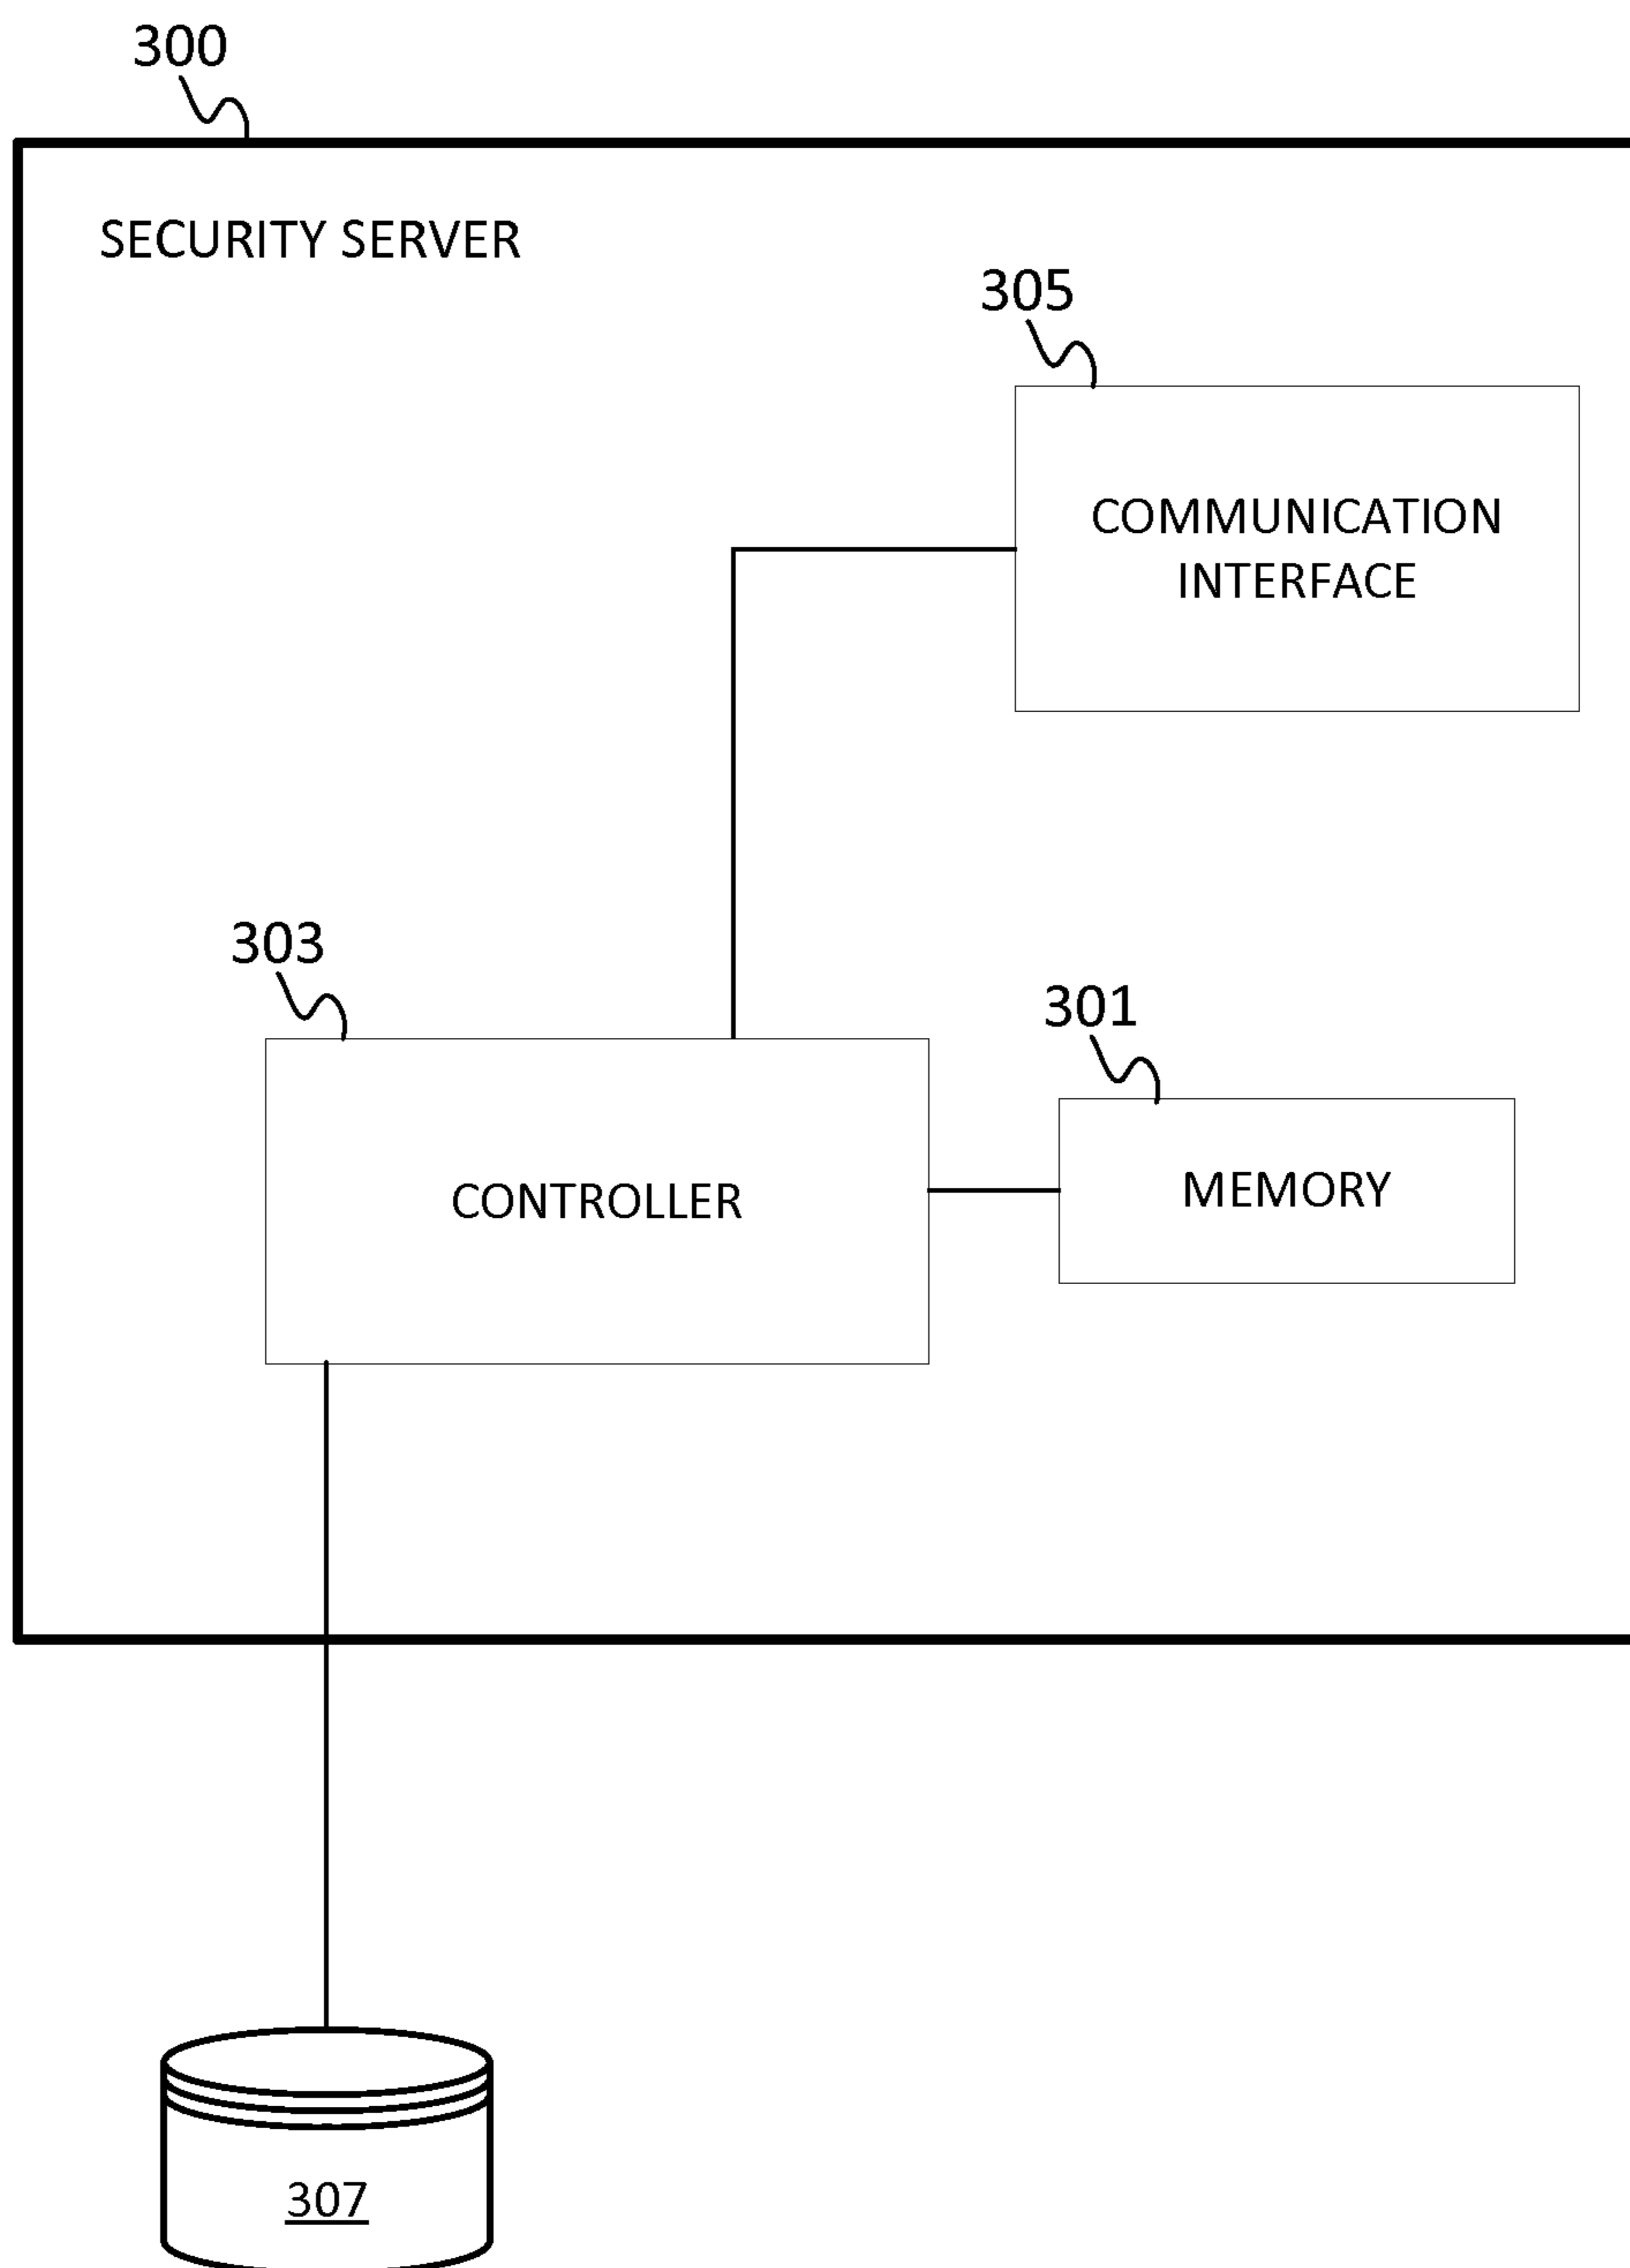 300
SECURITY SERVER
305
COMMUNICATION
INTERFACE
303
301
CONTROLLER
MEMORY
307